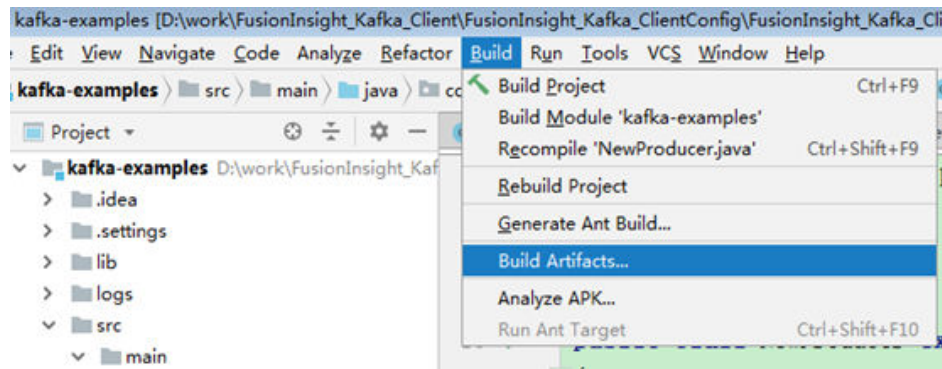 kafka-examples [D:\work\FusionInsight_Kafka_Client\FusionInsight_Kafka_ClientConfig\FusionInsight_Kafka_Cli
Edit View Navigate Code Analyze Refactor Build Run Tools VCS Window Help
kafka-examples src main java
Build Project Ctrl+F9
Build Module 'kafka-examples'
Project
Recompile 'NewProducer.java' Ctrl+Shift+F9
kafka-examples D:\work\FusionInsight_Kaf
Rebuild Project
.idea
.settings
Generate Ant Build...
lib
Build Artifacts...
logs
Analyze APK...
src
Run Ant Target Ctrl+Shift+F10
main